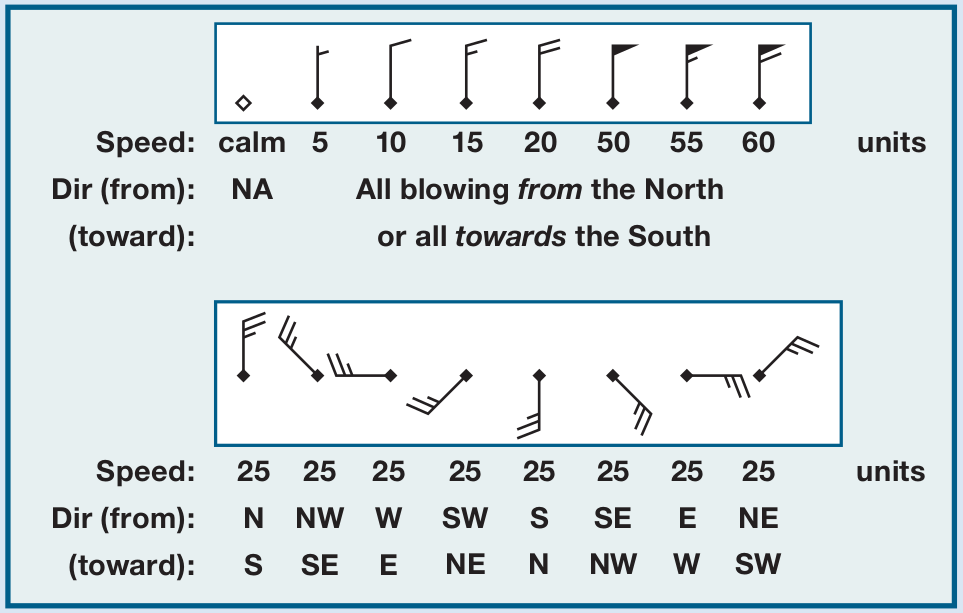 Speed: calm 5 10 15 20 50 55 60 units
Dir (from): NA All blowing from the North
(toward): or all towards the South
Speed: 25 25 25 25 25 25 25 25 units
Dir (from): N NW W SW S SE E NE
(toward): S SE E NE N NW W SW